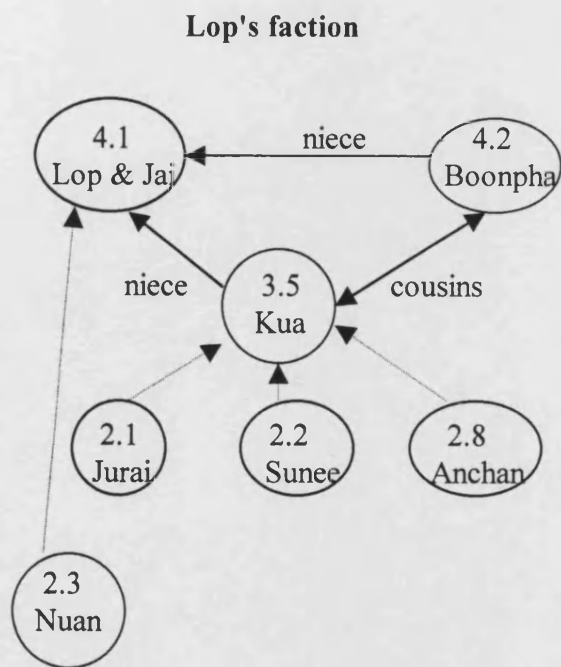 Lop's faction
4.1
Lop & Jai
niece
4.2
Boonpha
niece
3.5
Kua
cousins
2.1
Jurai
2.2
Sunee
2.8
Anchan
2.3
Nuan